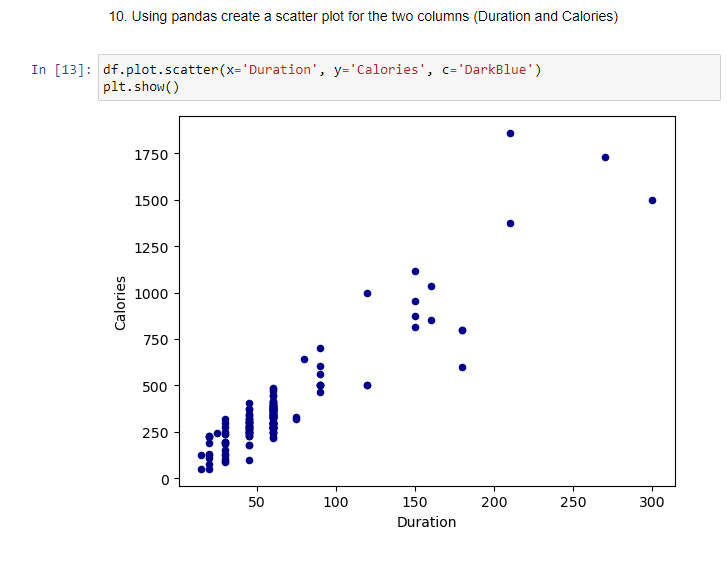 10. Using pandas create a scatter plot for the two columns (Duration and Calories)
In [13]: df.plot.scatter(x='Duration', y='Calories', c='DarkBlue')
plt.show()
1750
1500
1250
1000
750
500
250
0
Calories
50 100 150 200 250 300
Duration